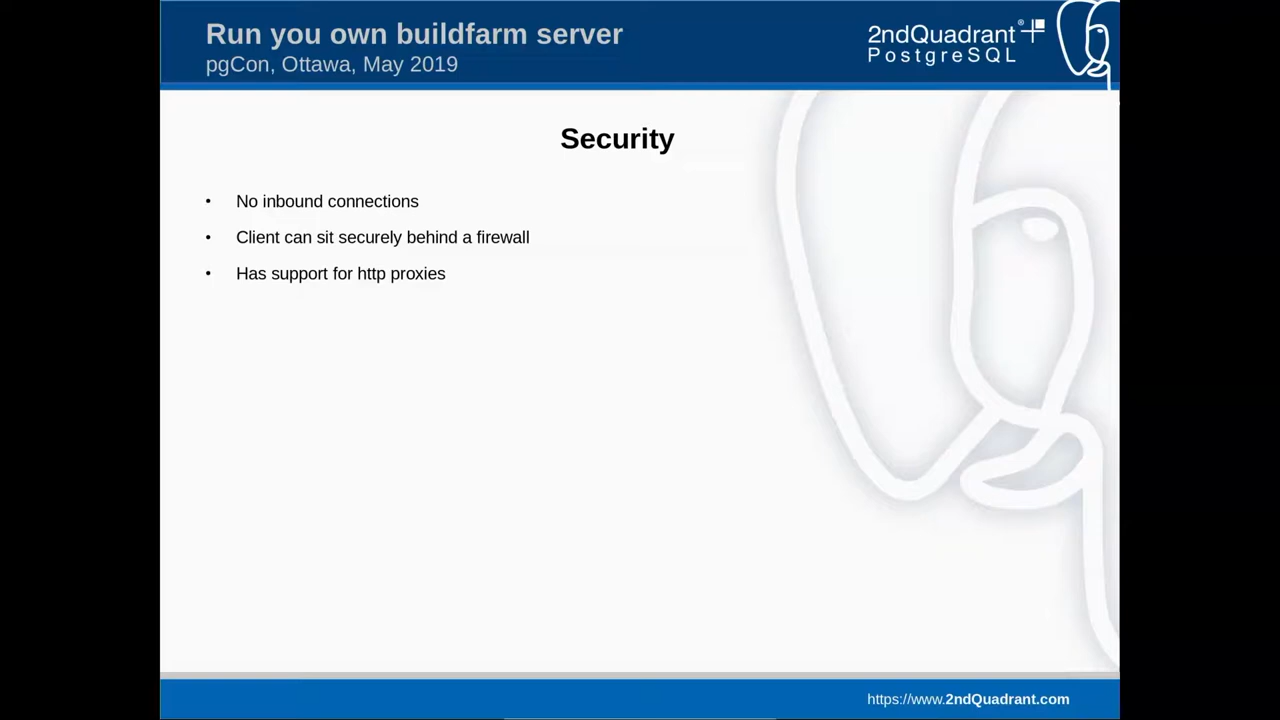 Run you own buildfarm server
pgCon, Ottawa, May 2019
2ndQuadrant®
PostgreSQL
Security
• No inbound connections
• Client can sit securely behind a firewall
• Has support for http proxies
https://www.2ndQuadrant.com